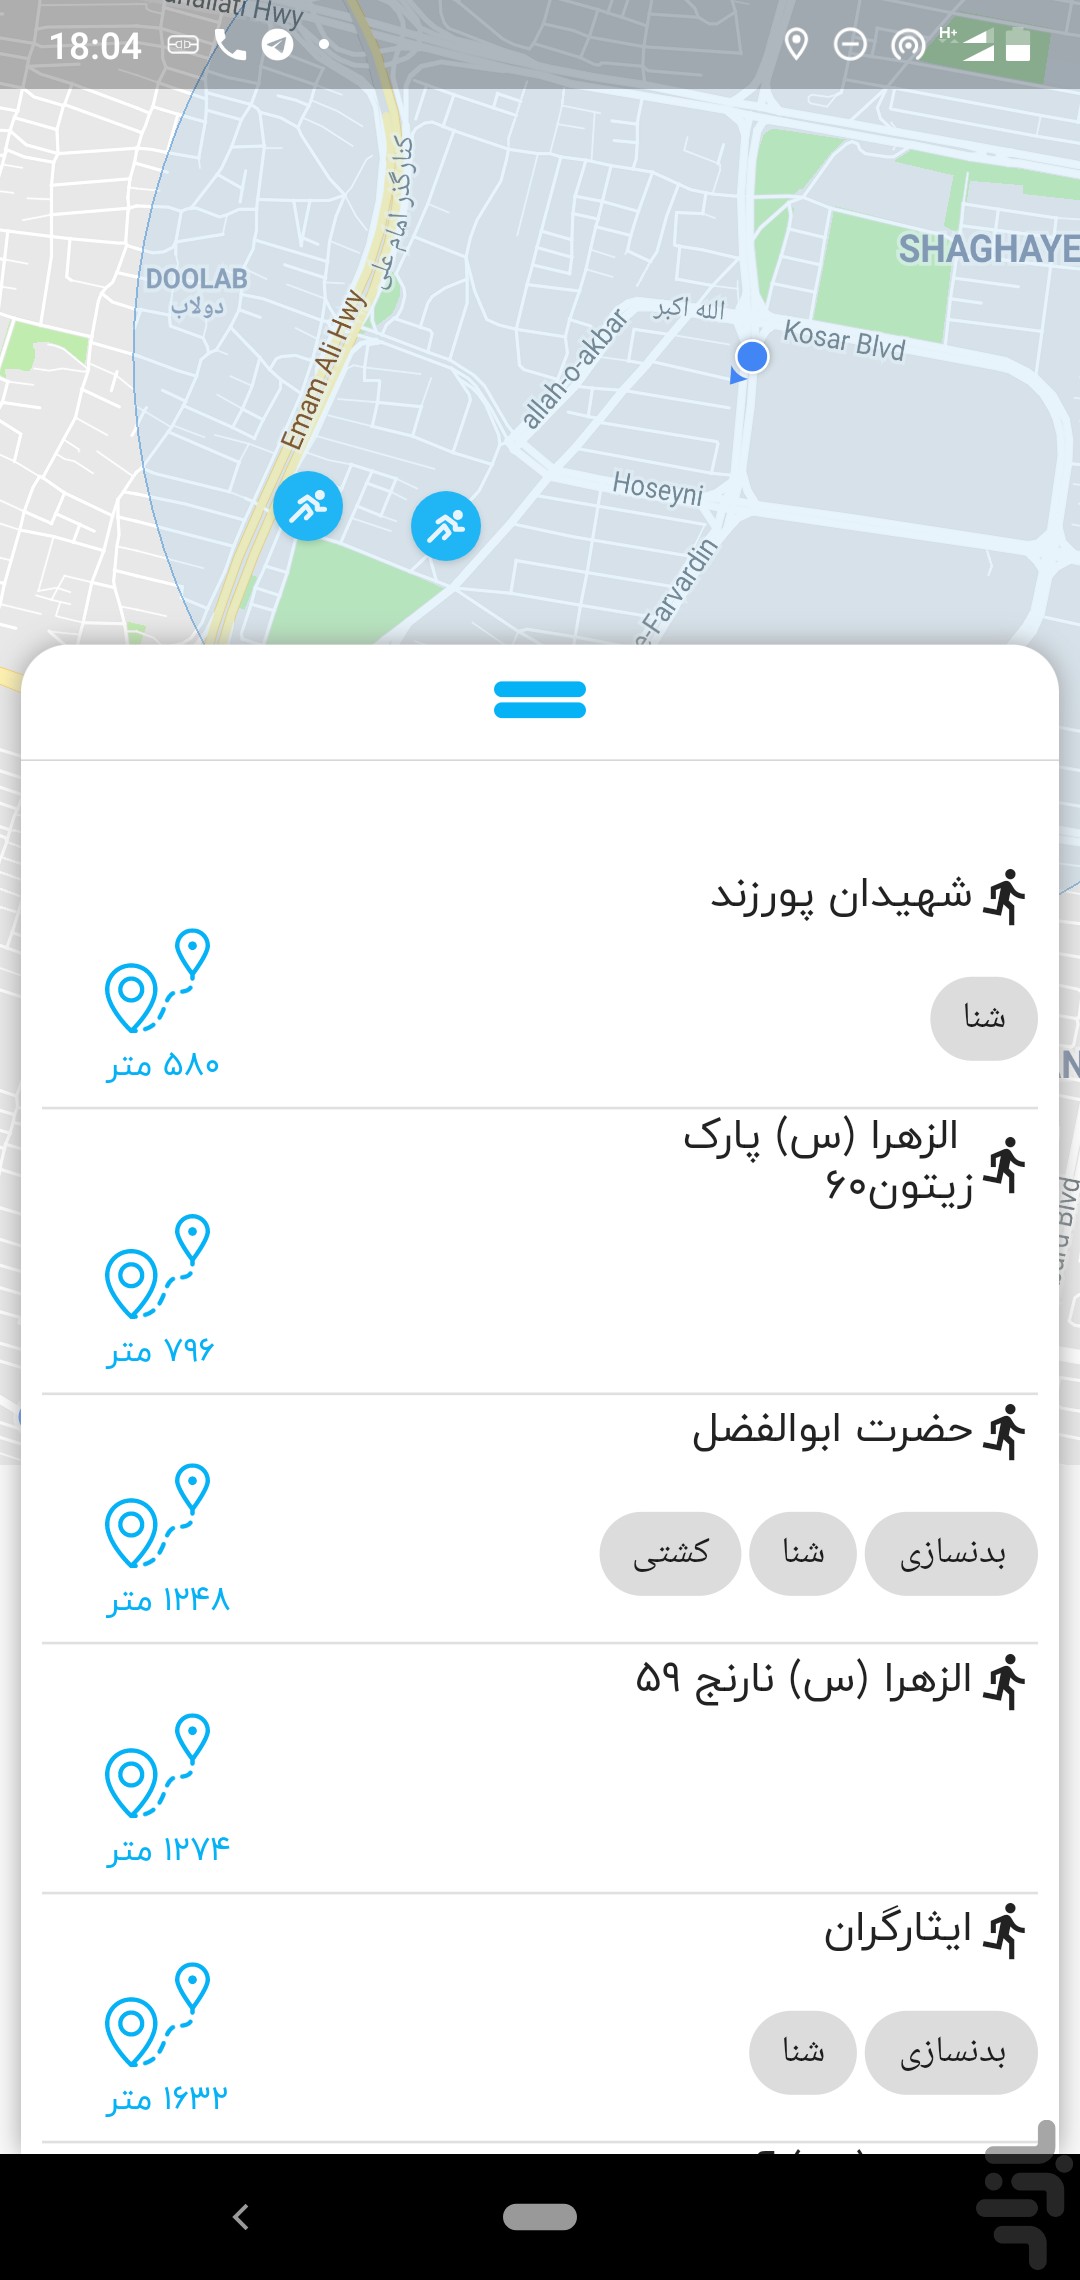 18:04
H+
کنارگذر امام علی
DOOLAB
دولاب
SHAGHAYE
الله اکبر
Kosar Blvd
allah-o-akbar
Emam Ali Hwy
Hoseyni
e-Farvardin
شهیدان پورزند
شنا
۵۸۰ متر
الزهرا (س) پارک
زیتون۶۰
۷۹۶ متر
حضرت ابوالفضل
بدنسازی
شنا
کشتی
۱۲۴۸ متر
الزهرا (س) نارنج ۵۹
۱۲۷۴ متر
ایثارگران
بدنسازی
شنا
۱۶۳۲ متر
بازار